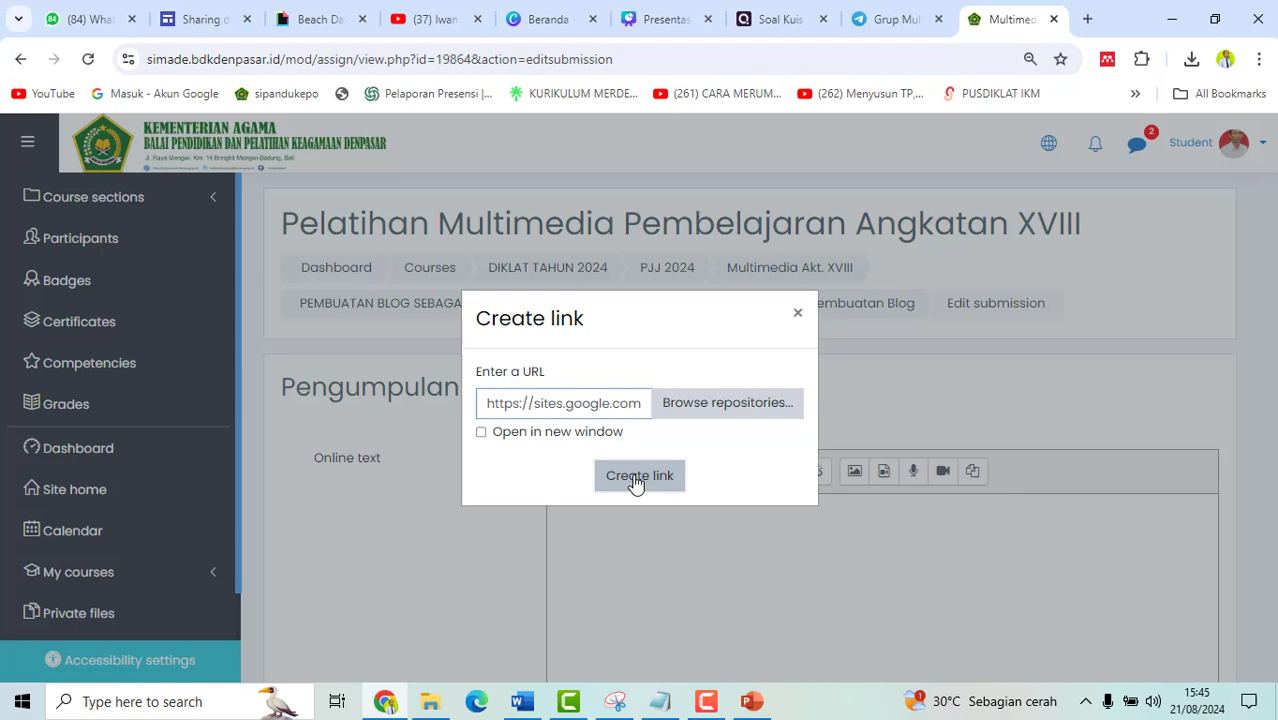 (84) What
Sharing d
Beach Da
(37) Iwan
Beranda -
Presentas
Soal Kuis
Grup Mul
Multimed
simade.bdkdenpasar.id/mod/assign/view.php?id=19864&action=editsubmission
YouTube
Masuk - Akun Google
sipandukepo
Pelaporan Presensi |...
KURIKULUM MERDE...
(261) CARA MERUM...
(262) Menyusun TP,...
PUSDIKLAT IKM
All Bookmarks
KEMENTERIAN AGAMA
BALAI PENDIDIKAN DAN PELATIHAN KEAGAMAAN DENPASAR
2
Student
Course sections
Participants
Badges
Certificates
Competencies
Grades
Dashboard
Site home
Calendar
My courses
Private files
Accessibility settings
Pelatihan Multimedia Pembelajaran Angkatan XVIII
Dashboard
Courses
DIKLAT TAHUN 2024
PJJ 2024
Multimedia Akt. XVIII
PEMBUATAN BLOG SEBAGA
embuatan Blog
Edit submission
Pengumpulan
Online text
Create link
Enter a URL
https://sites.google.com
Browse repositories...
Open in new window
Create link
Type here to search
1
30°C Sebagian cerah
15:45
21/08/2024